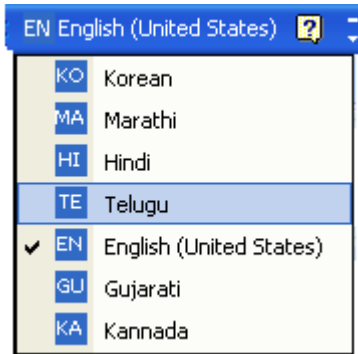 EN English (United States)
KO Korean
MA Marathi
HI Hindi
TE Telugu
EN English (United States)
GU Gujarati
KA Kannada